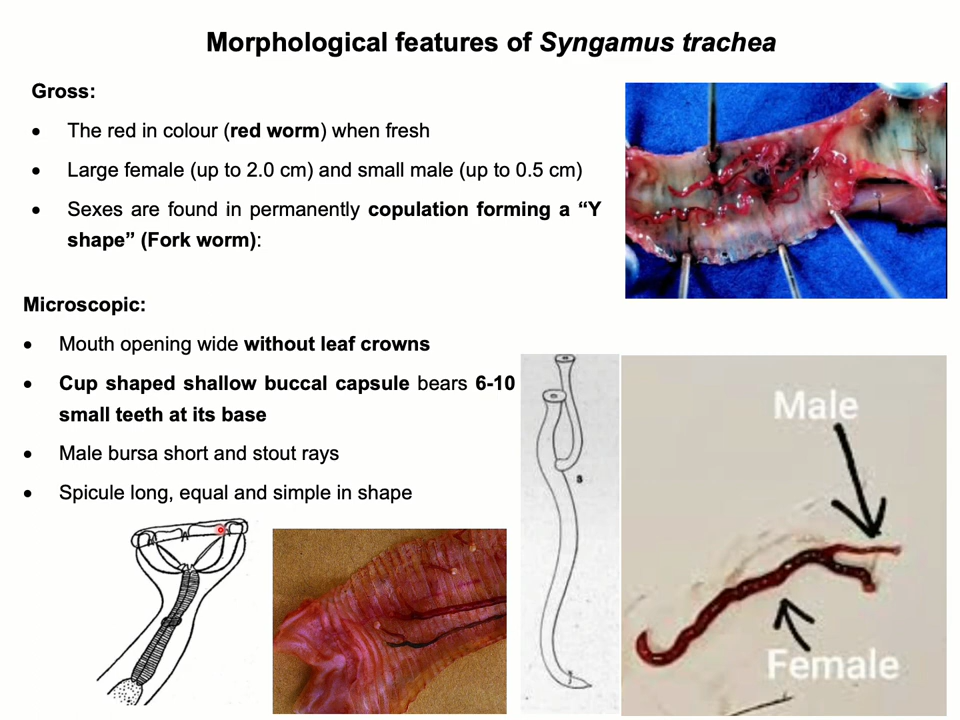 Morphological features of Syngamus trachea
Gross:
• The red in colour (red worm) when fresh
• Large female (up to 2.0 cm) and small male (up to 0.5 cm)
• Sexes are found in permanently copulation forming a “Y
shape” (Fork worm):
Microscopic:
• Mouth opening wide without leaf crowns
• Cup shaped shallow buccal capsule bears 6-10
small teeth at its base
• Male bursa short and stout rays
• Spicule long, equal and simple in shape
Male
Female